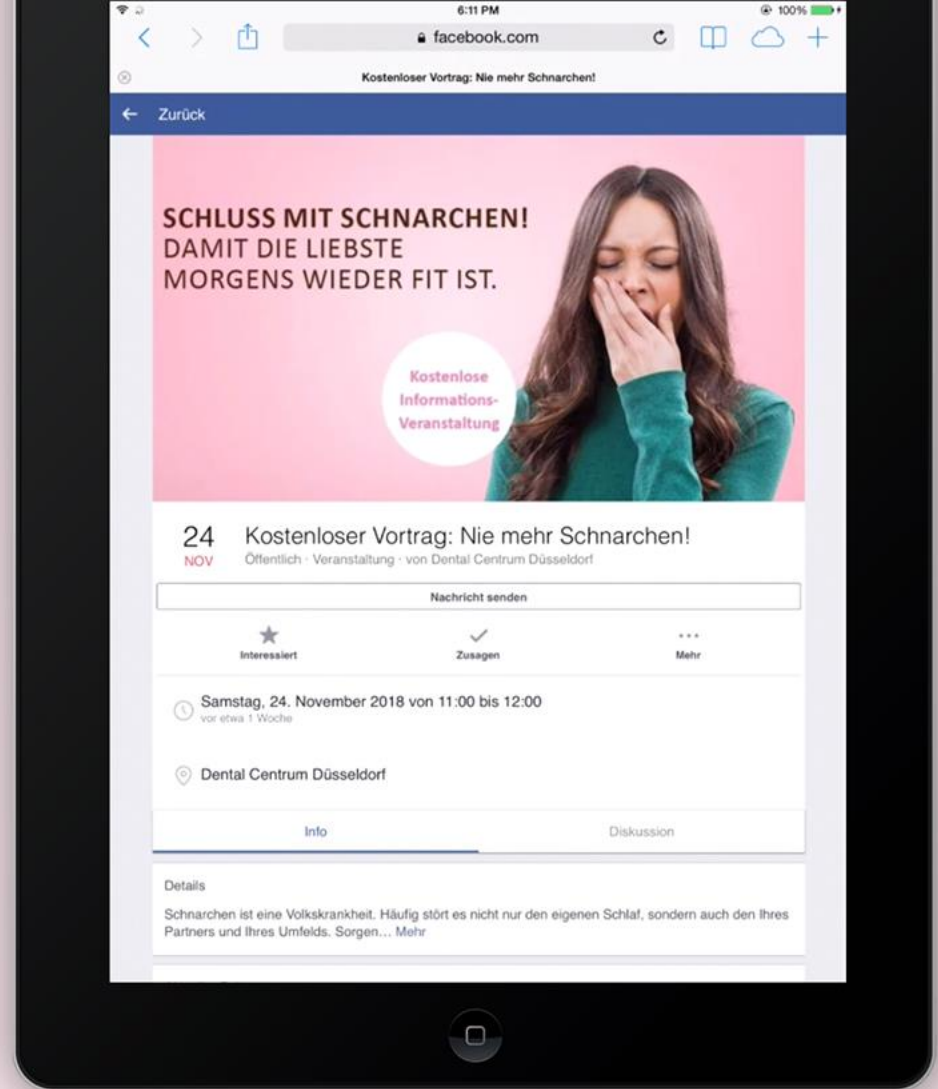 6:11 PM
100%
facebook.com
Kostenloser Vortrag: Nie mehr Schnarchen!
Zurück
SCHLUSS MIT SCHNARCHEN!
DAMIT DIE LIEBSTE
MORGENS WIEDER FIT IST.
Kostenlose
Informations-
Veranstaltung
24
NOV
Kostenloser Vortrag: Nie mehr Schnarchen!
Öffentlich · Veranstaltung · von Dental Centrum Düsseldorf
Nachricht senden
Interessiert
Zusagen
Mehr
Samstag, 24. November 2018 von 11:00 bis 12:00
vor etwa 1 Woche
Dental Centrum Düsseldorf
Info
Diskussion
Details
Schnarchen ist eine Volkskrankheit. Häufig stört es nicht nur den eigenen Schlaf, sondern auch den Ihres
Partners und Ihres Umfelds. Sorgen... Mehr